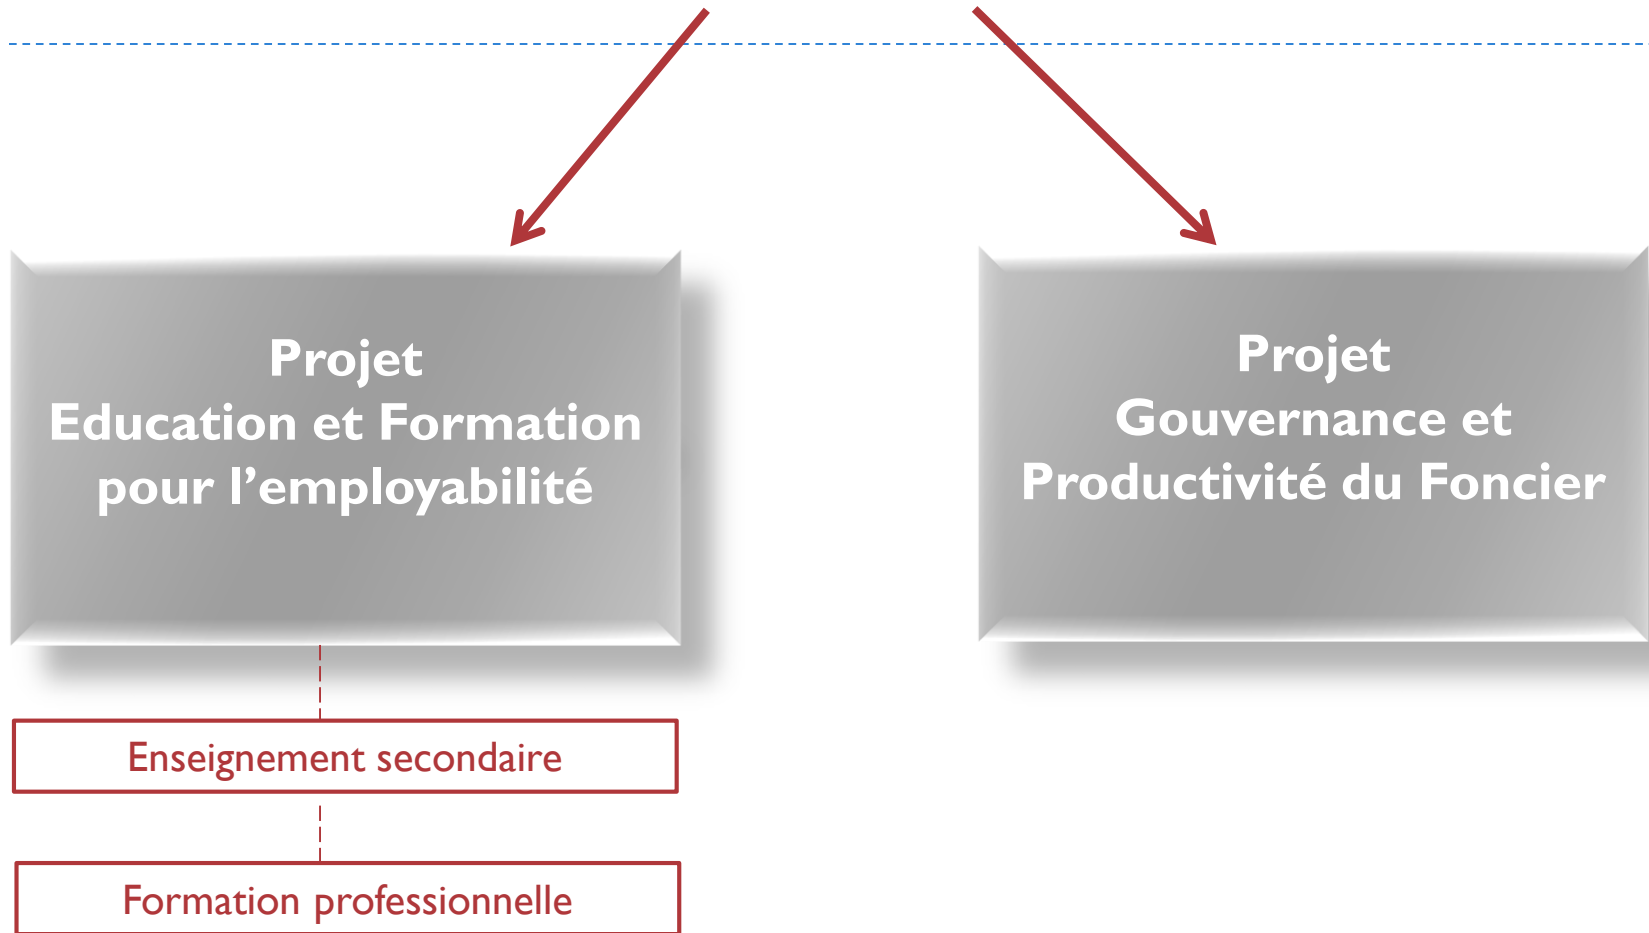 Projet
Education et Formation
pour l’employabilité
Projet
Gouvernance et
Productivité du Foncier
Enseignement secondaire
Formation professionnelle